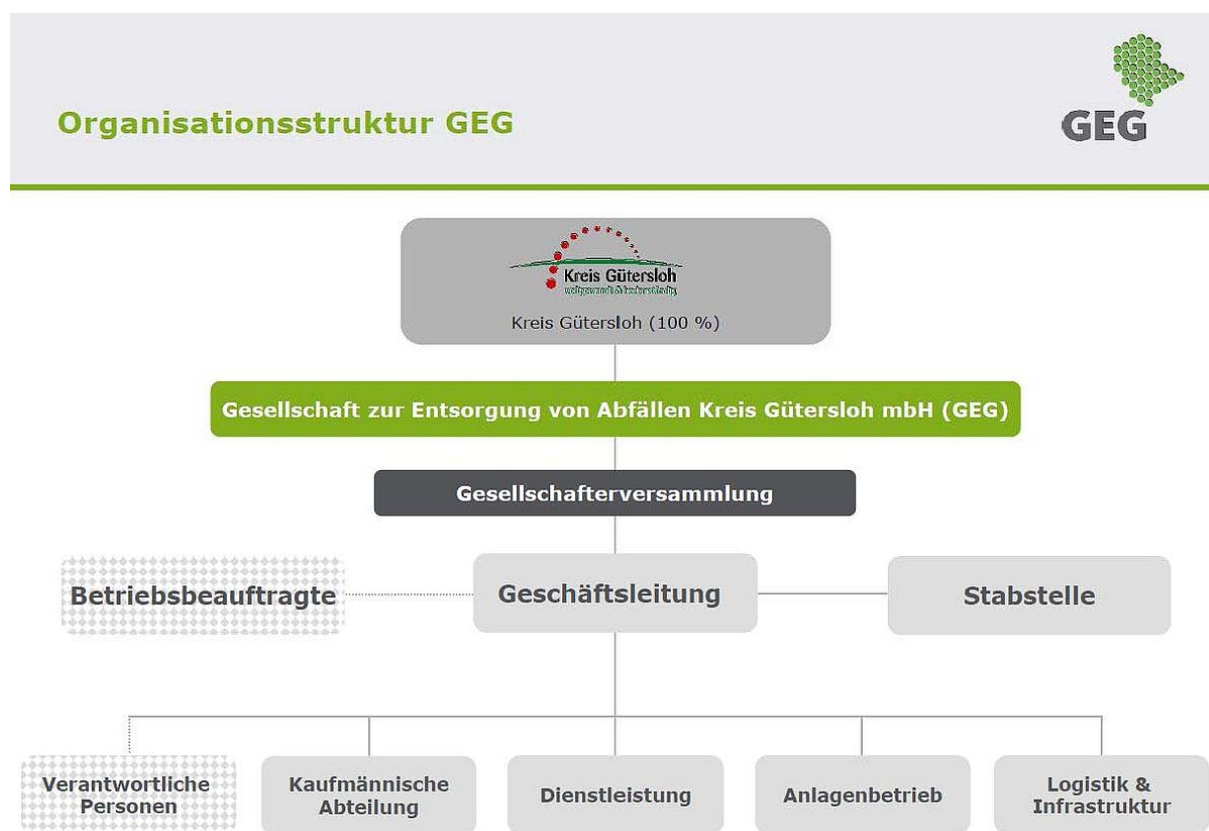 Organisationsstruktur GEG
GEG
Kreis Gütersloh
Kreis Gütersloh (100 %)
Gesellschaft zur Entsorgung von Abfällen Kreis Gütersloh mbH (GEG)
Gesellschafterversammlung
Betriebsbeauftragte
Geschäftsleitung
Stabstelle
Verantwortliche
Personen
Kaufmännische
Abteilung
Dienstleistung
Anlagenbetrieb
Logistik &
Infrastruktur